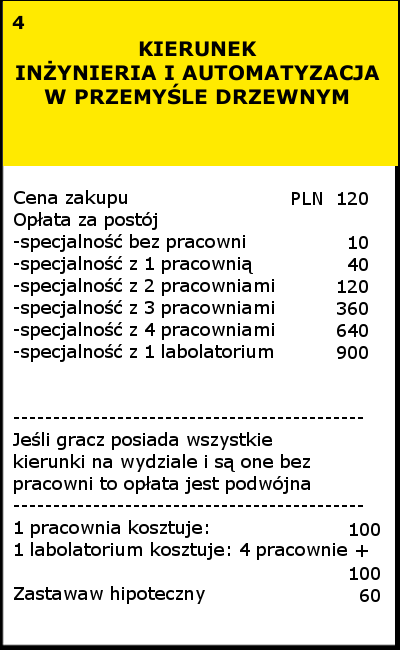 4
KIERUNEK
INŻYNIERIA I AUTOMATYZACJA
W PRZEMYŚLE DRZEWNYM
Cena zakupu PLN 120
Opłata za postój
-specjalność bez pracowni 10
-specjalność z 1 pracownią 40
-specjalność z 2 pracowniami 120
-specjalność z 3 pracowniami 360
-specjalność z 4 pracowniami 640
-specjalność z 1 labolatorium 900
--------------------------------------------
Jeśli gracz posiada wszystkie
kierunki na wydziale i są one bez
pracowni to opłata jest podwójna
--------------------------------------------
1 pracownia kosztuje: 100
1 labolatorium kosztuje: 4 pracownie +
100
Zastawaw hipoteczny 60